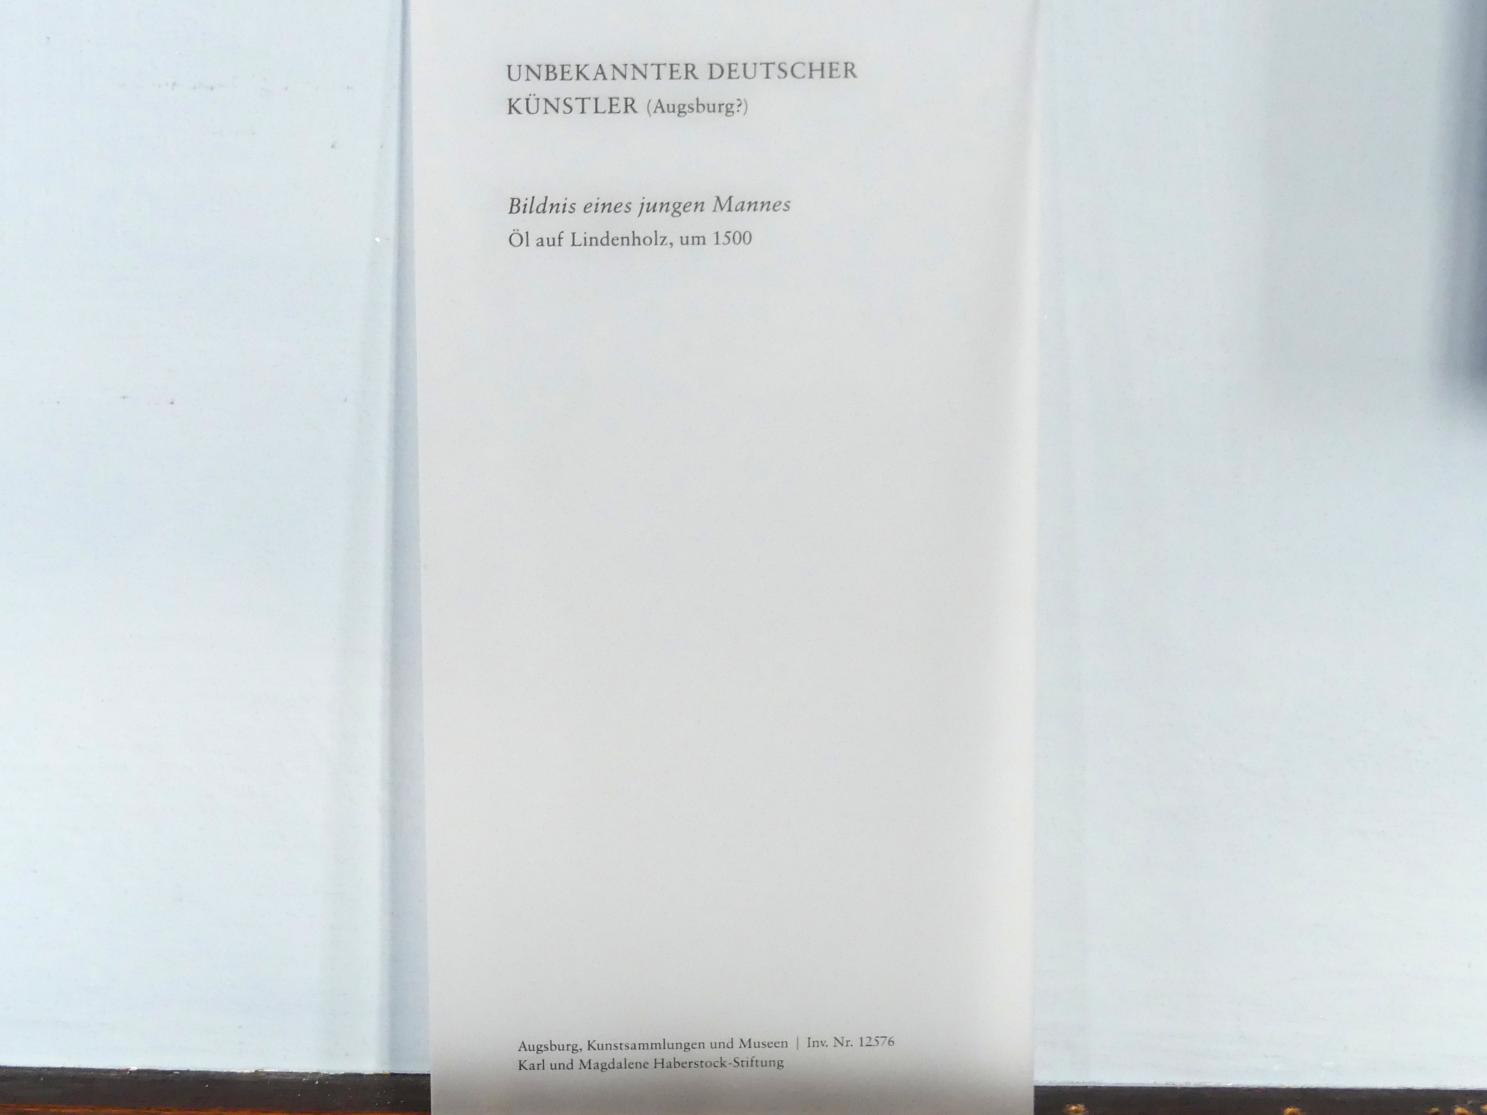 UNBEKANNTER DEUTSCHER
KÜNSTLER (Augsburg?)
Bildnis eines jungen Mannes
Öl auf Lindenholz, um 1500
Augsburg, Kunstsammlungen und Museen | Inv. Nr. 12576
Karl und Magdalene Haberstock-Stiftung